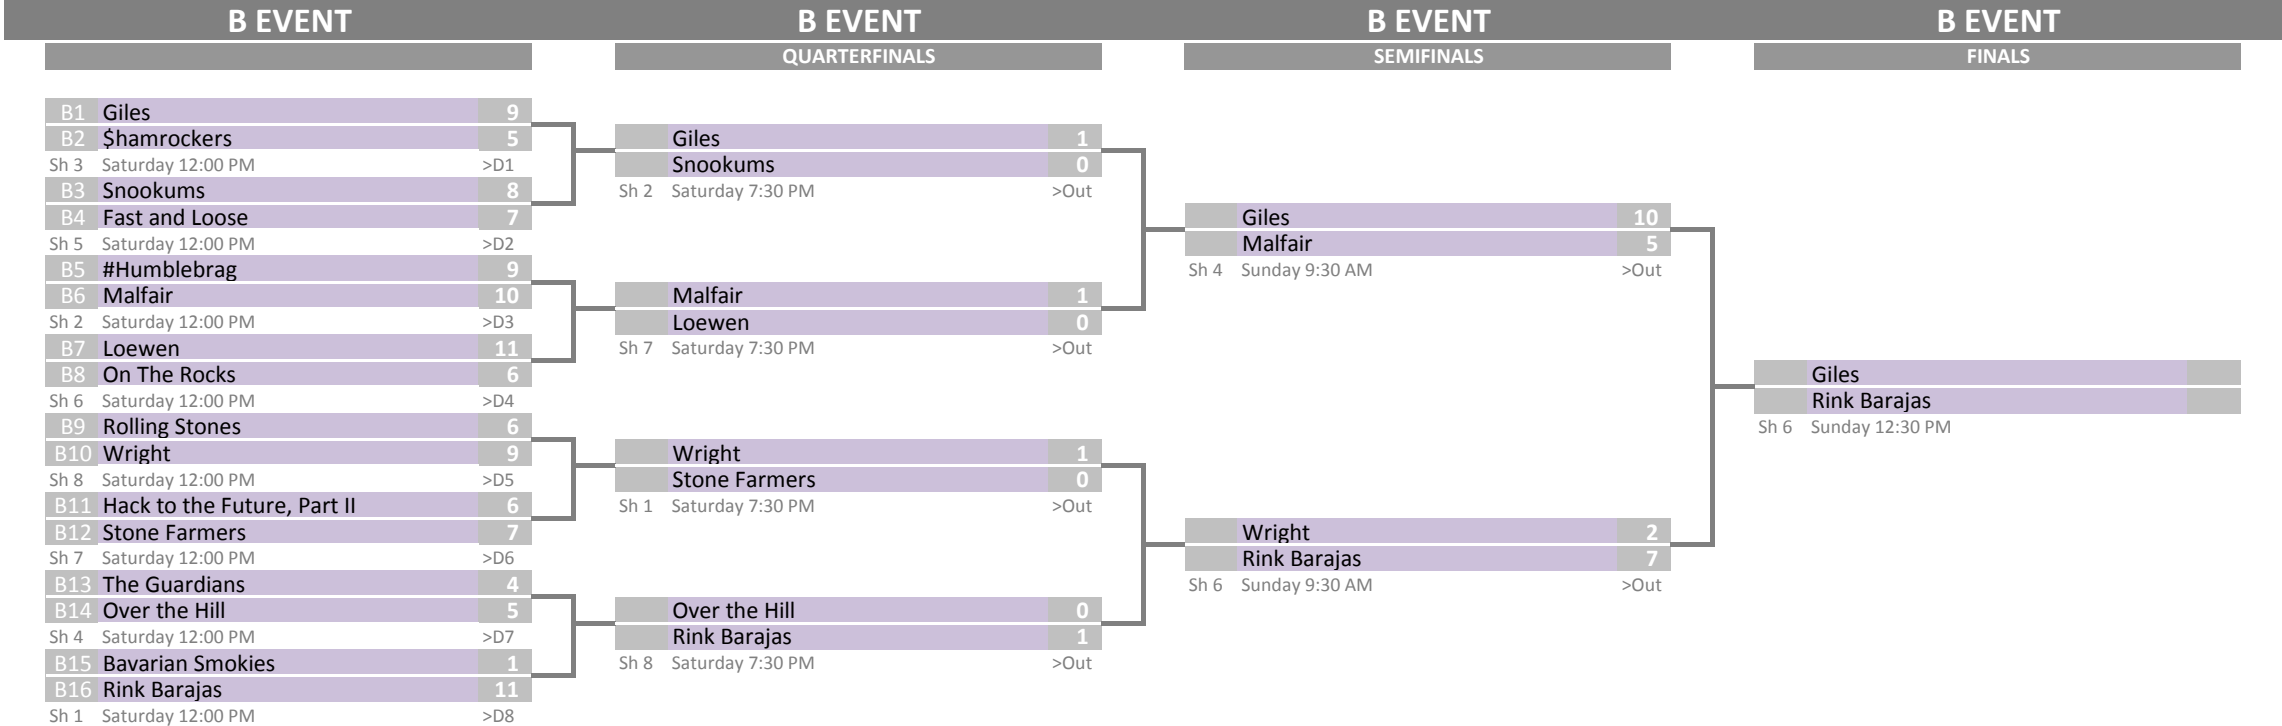 B EVENT B EVENT B EVENT B EVENT
QUARTERFINALS SEMIFINALS FINALS
B1 Giles 9
B2 $hamrockers 5
Sh 3 Saturday 12:00 PM >D1
B3 Snookums 8
B4 Fast and Loose 7
Sh 5 Saturday 12:00 PM >D2
B5 #Humblebrag 9
B6 Malfair 10
Sh 2 Saturday 12:00 PM >D3
B7 Loewen 11
B8 On The Rocks 6
Sh 6 Saturday 12:00 PM >D4
B9 Rolling Stones 6
B10 Wright 9
Sh 8 Saturday 12:00 PM >D5
B11 Hack to the Future, Part II 6
B12 Stone Farmers 7
Sh 7 Saturday 12:00 PM >D6
B13 The Guardians 4
B14 Over the Hill 5
Sh 4 Saturday 12:00 PM >D7
B15 Bavarian Smokies 1
B16 Rink Barajas 11
Sh 1 Saturday 12:00 PM >D8
Giles 1
Snookums 0
Sh 2 Saturday 7:30 PM >Out
Malfair 1
Loewen 0
Sh 7 Saturday 7:30 PM >Out
Wright 1
Stone Farmers 0
Sh 1 Saturday 7:30 PM >Out
Over the Hill 0
Rink Barajas 1
Sh 8 Saturday 7:30 PM >Out
Giles 10
Malfair 5
Sh 4 Sunday 9:30 AM >Out
Wright 2
Rink Barajas 7
Sh 6 Sunday 9:30 AM >Out
Giles
Rink Barajas
Sh 6 Sunday 12:30 PM